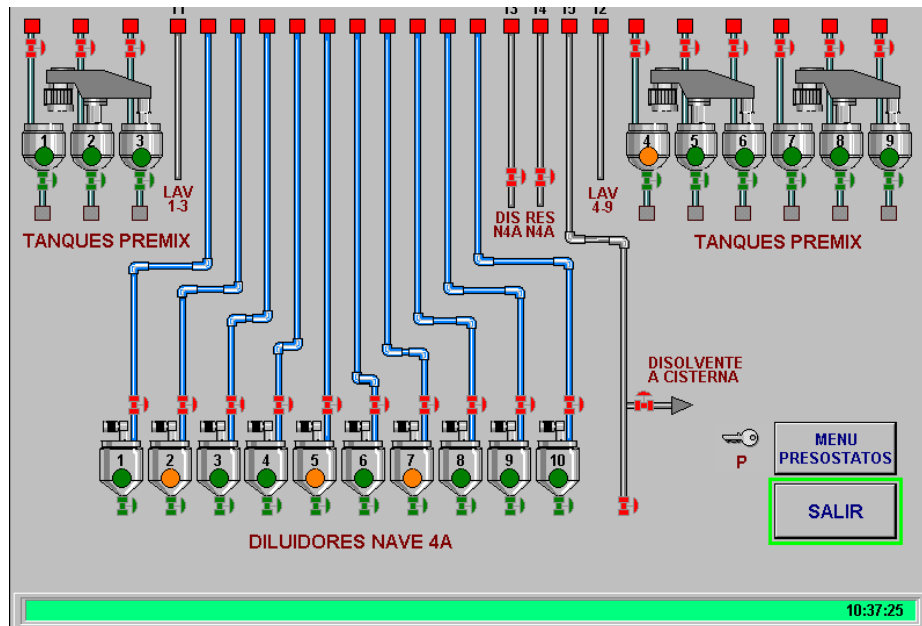 11
13 14 15 12
1 2 3
4 5 6 7 8 9
LAV
1-3
DIS RES
N4A N4A
LAV
4-9
TANQUES PREMIX
TANQUES PREMIX
DISOLVENTE
A CISTERNA
P
MENU
PRESOSTATOS
1 2 3 4 5 6 7 8 9 10
SALIR
DILUIDORES NAVE 4A
10:37:25